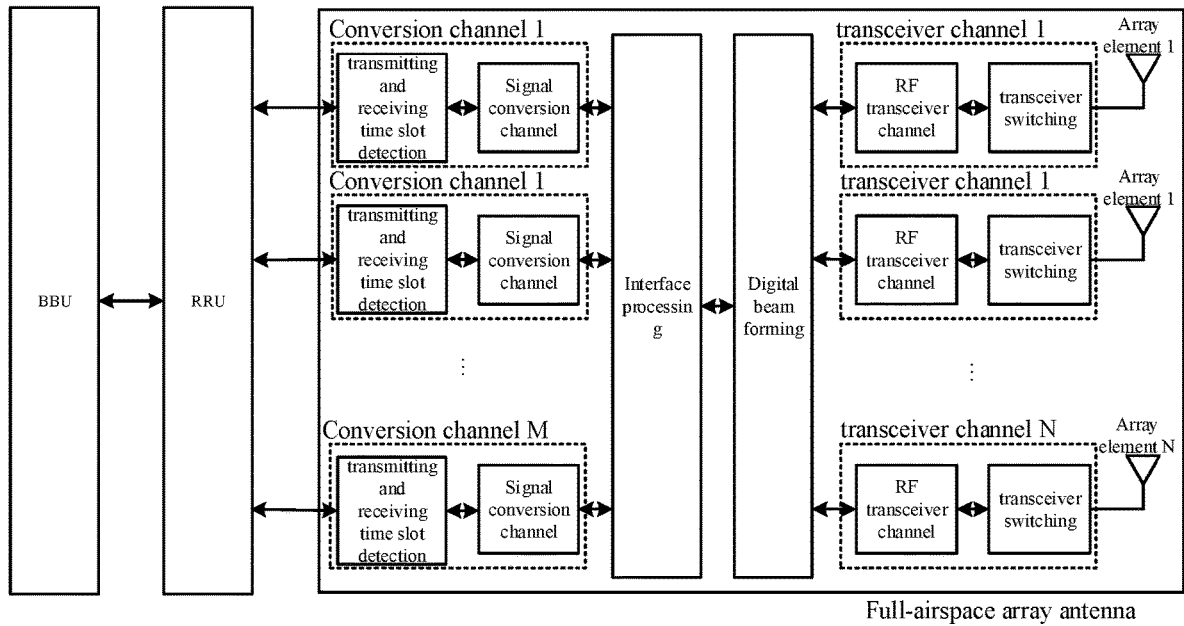 BBU
RRU
Conversion channel 1
transmitting
and
receiving
time slot
detection
Signal
conversion
channel
Conversion channel 1
transmitting
and
receiving
time slot
detection
Signal
conversion
channel
⋮
Conversion channel M
transmitting
and
receiving
time slot
detection
Signal
conversion
channel
Interface
processin
g
Digital
beam
forming
transceiver channel 1
RF
transceiver
channel
transceiver
switching
Array
element 1
transceiver channel 1
RF
transceiver
channel
transceiver
switching
Array
element 1
⋮
transceiver channel N
RF
transceiver
channel
transceiver
switching
Array
element N
Full-airspace array antenna